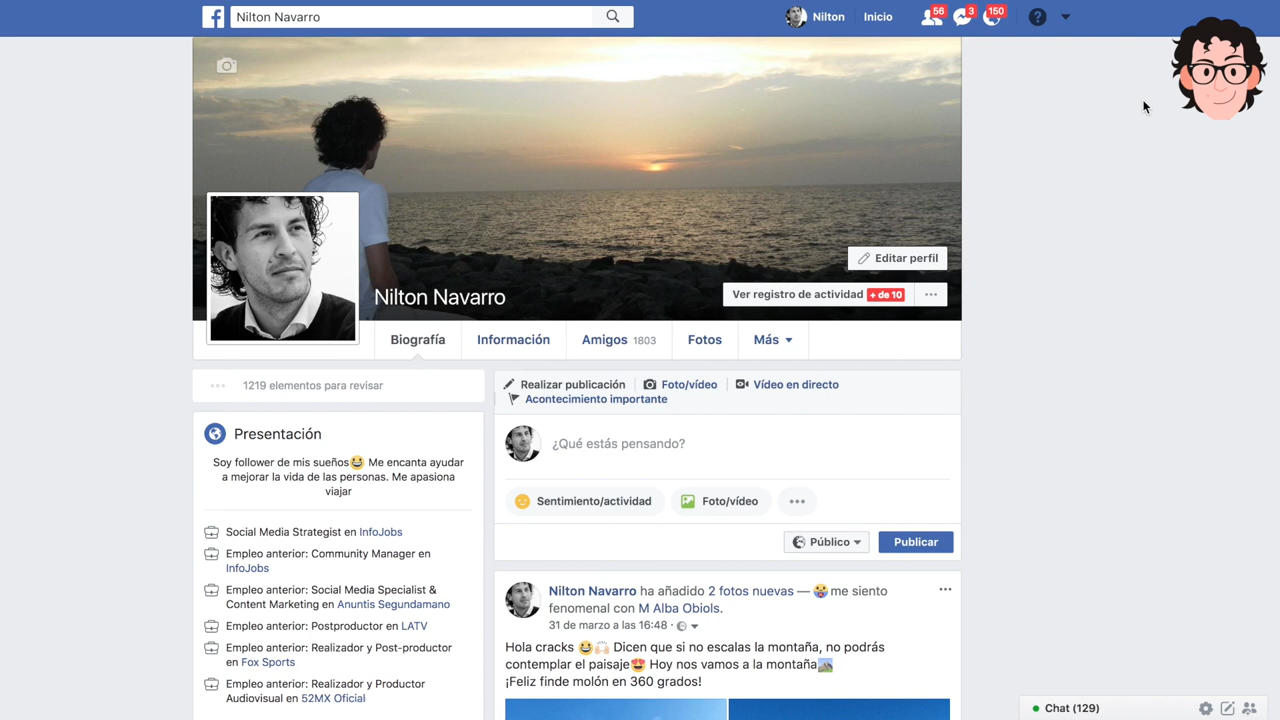 Nilton Navarro
Nilton
Inicio
56
3
150
Editar perfil
Nilton Navarro
Ver registro de actividad + de 10
Biografía
Información
Amigos 1803
Fotos
Más
1219 elementos para revisar
Presentación
Soy follower de mis sueños😄 Me encanta ayudar
a mejorar la vida de las personas. Me apasiona
viajar
Social Media Strategist en InfoJobs
Empleo anterior: Community Manager en
InfoJobs
Empleo anterior: Social Media Specialist &
Content Marketing en Anuntis Segundamano
Empleo anterior: Postproductor en LATV
Empleo anterior: Realizador y Post-productor
en Fox Sports
Empleo anterior: Realizador y Productor
Audiovisual en 52MX Oficial
Realizar publicación
Foto/vídeo
Vídeo en directo
Acontecimiento importante
¿Qué estás pensando?
Sentimiento/actividad
Foto/vídeo
Público
Publicar
Nilton Navarro ha añadido 2 fotos nuevas — 😜me siento
fenomenal con M Alba Obiols.
31 de marzo a las 16:48 ·
Hola cracks 😄🙌🏻 Dicen que si no escalas la montaña, no podrás
contemplar el paisaje😍 Hoy nos vamos a la montaña🏞
¡Feliz finde molón en 360 grados!
Chat (129)